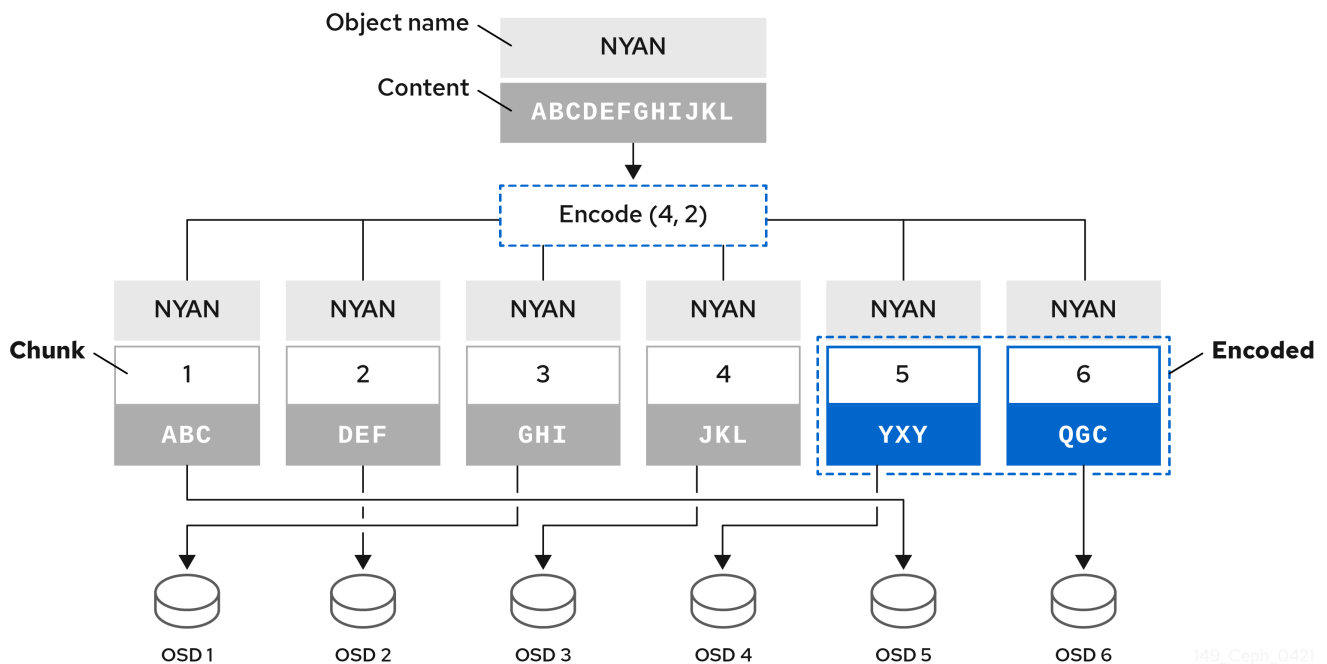 Object name
NYAN
Content
ABCDEFGHIJKL
Encode (4, 2)
NYAN NYAN NYAN NYAN NYAN NYAN
Chunk 1 2 3 4 5 6 Encoded
ABC DEF GHI JKL YXY QGC
OSD 1 OSD 2 OSD 3 OSD 4 OSD 5 OSD 6
149_Ceph_0421